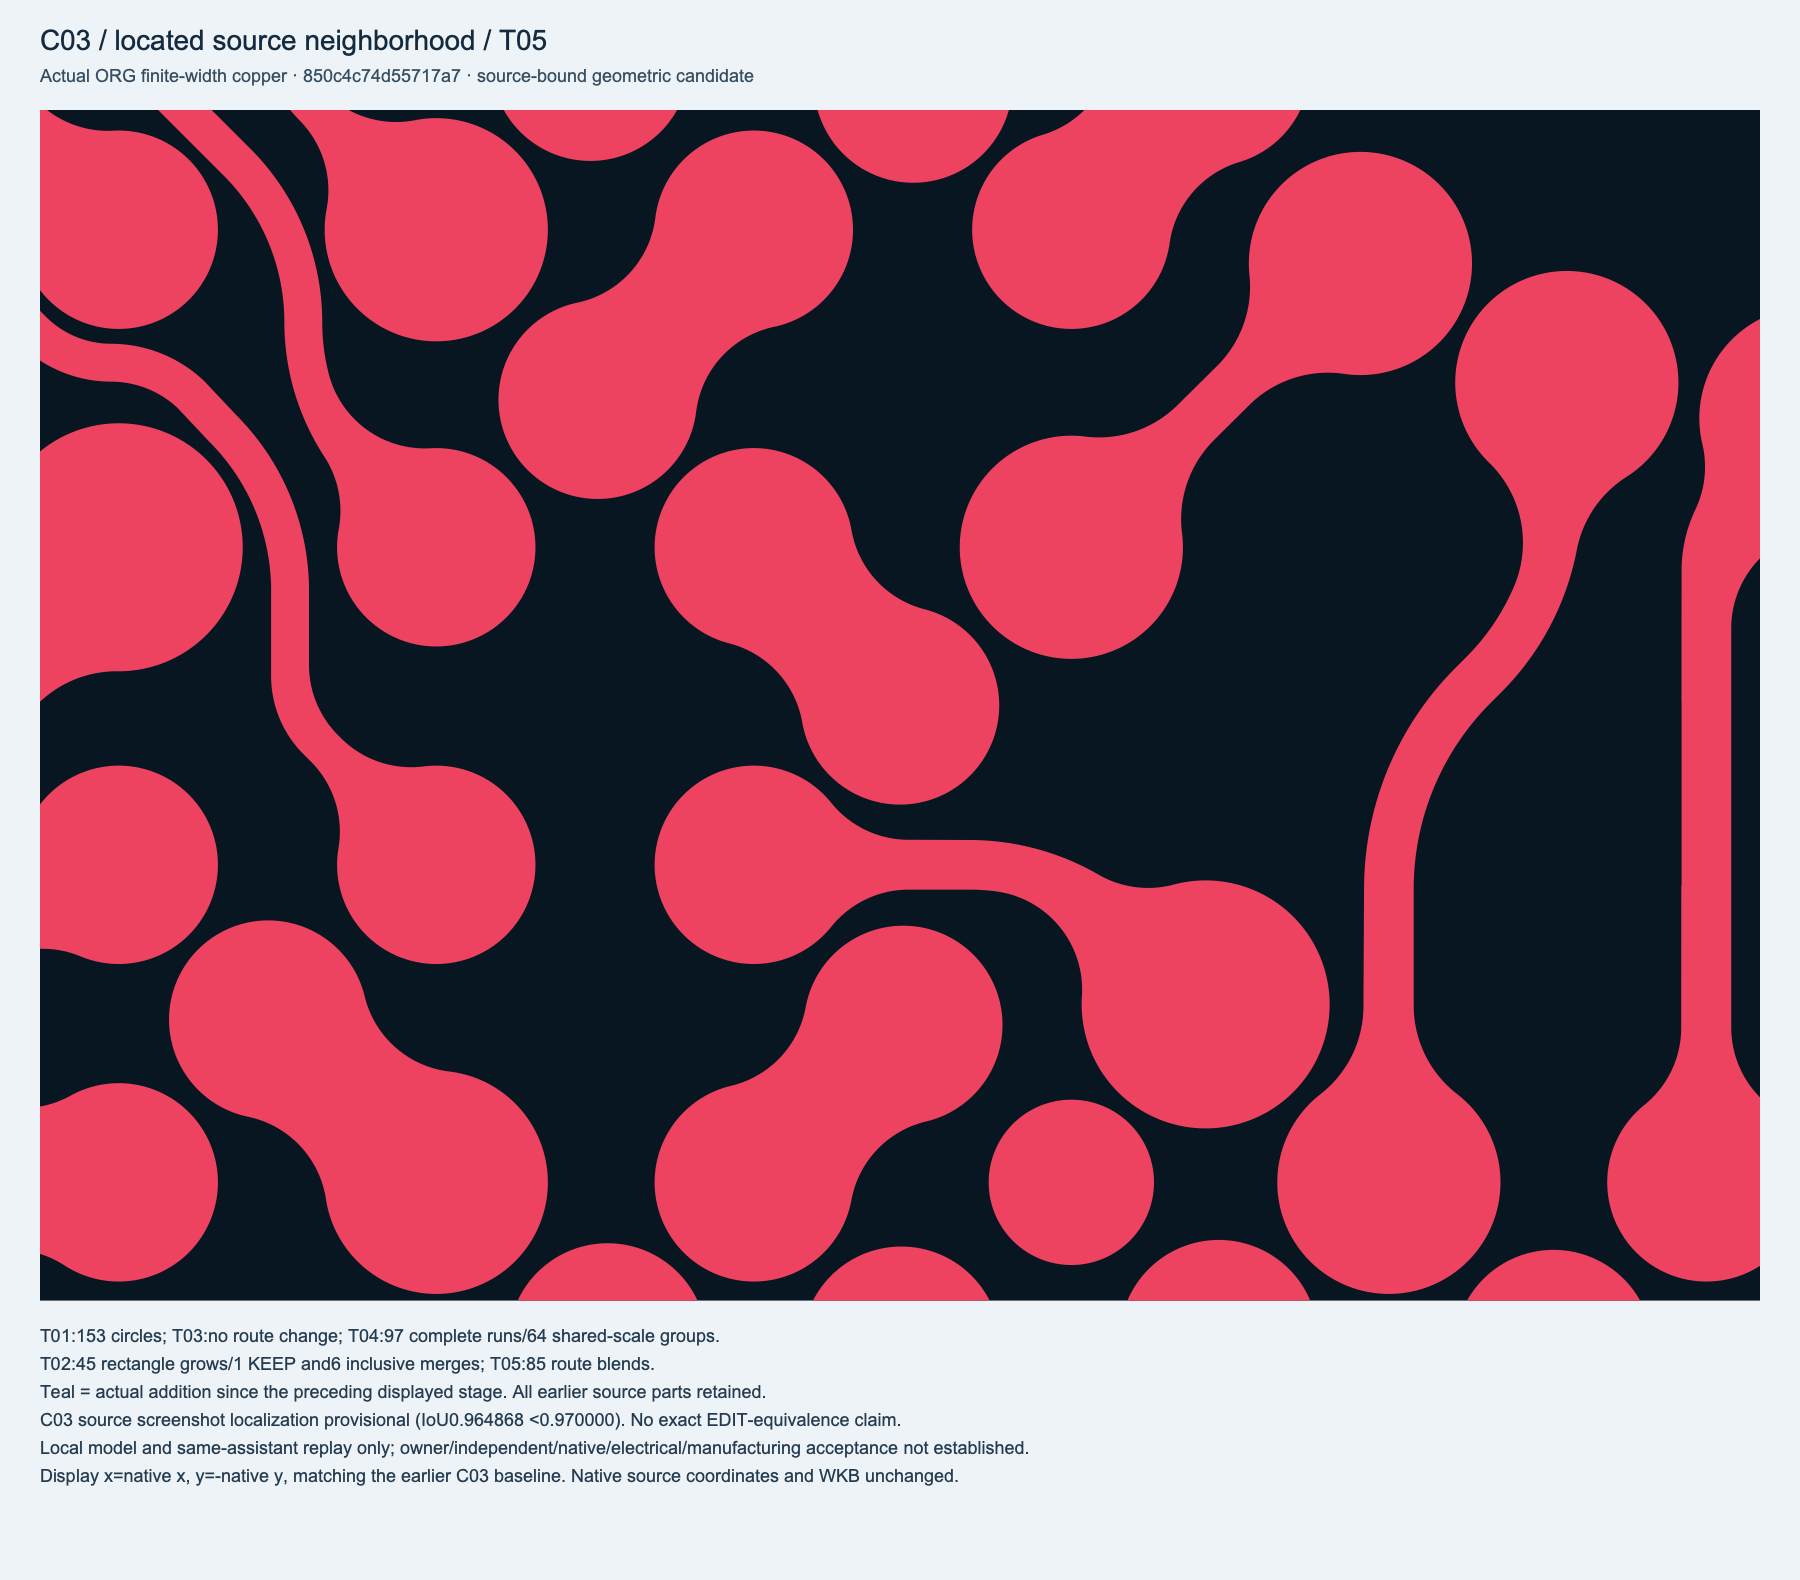 C03 / located source neighborhood / T05
Actual ORG finite-width copper · 850c4c74d55717a7 · source-bound geometric candidate
T01:153 circles; T03:no route change; T04:97 complete runs/64 shared-scale groups.
T02:45 rectangle grows/1 KEEP and6 inclusive merges; T05:85 route blends.
Teal = actual addition since the preceding displayed stage. All earlier source parts retained.
C03 source screenshot localization provisional (IoU0.964868 <0.970000). No exact EDIT-equivalence claim.
Local model and same-assistant replay only; owner/independent/native/electrical/manufacturing acceptance not established.
Display x=native x, y=-native y, matching the earlier C03 baseline. Native source coordinates and WKB unchanged.